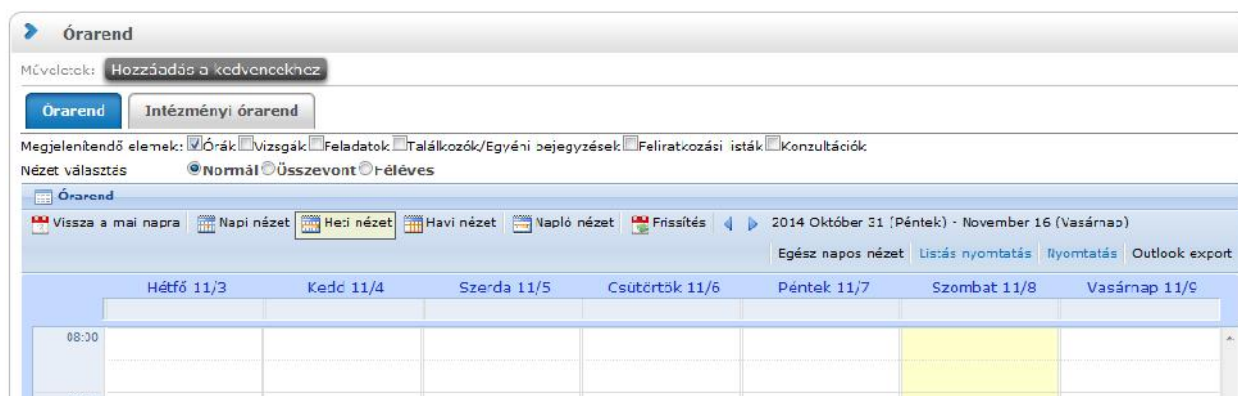 Órarend
Műveletek: Hozzáadás a kedvencekhez
Órarend Intézményi órarend
Megjelenítendő elemek: Órák Vizsgák Feladatok Találkozók/Egyéni bejegyzések Feliratkozási listák Konzultációk
Nézet választás Normál Összevont Féléves
Órarend
Vissza a mai napra Napi nézet Heti nézet Havi nézet Napló nézet Frissítés 2014 Október 31 (Péntek) - November 16 (Vasárnap)
Egész napos nézet Listás nyomtatás Nyomtatás Outlook export
Hétfő 11/3 Kedd 11/4 Szerda 11/5 Csütörtök 11/6 Péntek 11/7 Szombat 11/8 Vasárnap 11/9
08:00